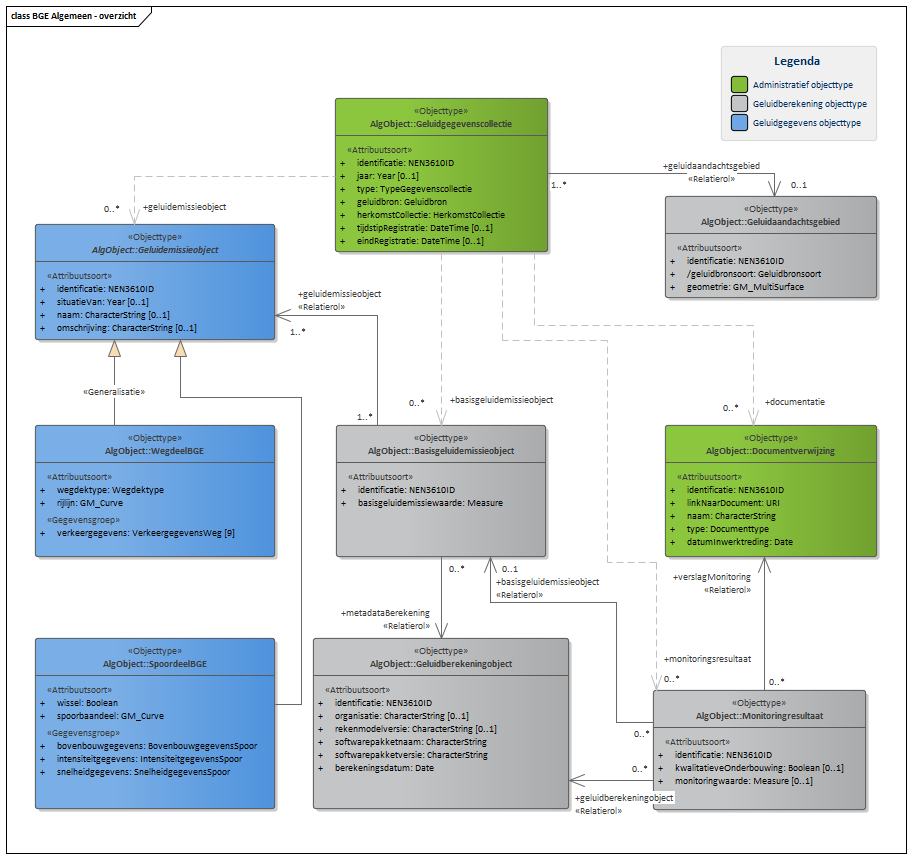 class BGE Algemeen - overzicht
Legenda
Administratief objecttype
Geluidberekening objecttype
Geluidgegevens objecttype
«Objecttype»
AlgObject::Geluidgegevenscollectie
«Attribuutsoort»
+ identificatie: NEN3610ID
+ jaar: Year [0..1]
+ type: TypeGegevenscollectie
+ geluidbron: Geluidbron
+ herkomstCollectie: HerkomstCollectie
+ tijdstipRegistratie: DateTime [0..1]
+ eindRegistratie: DateTime [0..1]
+geluidaandachtsgebied
«Relatierol»
1..*
0..1
«Objecttype»
AlgObject::Geluidaandachtsgebied
«Attribuutsoort»
+ identificatie: NEN3610ID
+ /geluidbronsoort: Geluidbronsoort
+ geometrie: GM_MultiSurface
0..*
+geluidemissieobject
«Objecttype»
AlgObject::Geluidemissieobject
«Attribuutsoort»
+ identificatie: NEN3610ID
+ situatieVan: Year [0..1]
+ naam: CharacterString [0..1]
+ omschrijving: CharacterString [0..1]
+geluidemissieobject
«Relatierol»
1..*
«Generalisatie»
1..*
0..*
+basisgeluidemissieobject
0..*
+documentatie
«Objecttype»
AlgObject::WegdeelBGE
«Attribuutsoort»
+ wegdektype: Wegdektype
+ rijlijn: GM_Curve
«Gegevensgroep»
+ verkeergegevens: VerkeergegevensWeg [9]
«Objecttype»
AlgObject::Basisgeluidemissieobject
«Attribuutsoort»
+ identificatie: NEN3610ID
+ basisgeluidemissiewaarde: Measure
«Objecttype»
AlgObject::Documentverwijzing
«Attribuutsoort»
+ identificatie: NEN3610ID
+ linkNaarDocument: URI
+ naam: CharacterString
+ type: Documenttype
+ datumInwerktreding: Date
0..*
0..1
+basisgeluidemissieobject
«Relatierol»
+verslagMonitoring
«Relatierol»
+metadataBerekening
«Relatierol»
+monitoringsresultaat
0..*
0..*
«Objecttype»
AlgObject::SpoordeelBGE
«Attribuutsoort»
+ wissel: Boolean
+ spoorbaandeel: GM_Curve
«Gegevensgroep»
+ bovenbouwgegevens: BovenbouwgegevensSpoor
+ intensiteitgegevens: IntensiteitgegevensSpoor
+ snelheidgegevens: SnelheidgegevensSpoor
«Objecttype»
AlgObject::Geluidberekeningobject
«Attribuutsoort»
+ identificatie: NEN3610ID
+ organisatie: CharacterString [0..1]
+ rekenmodelversie: CharacterString [0..1]
+ softwarepakketnaam: CharacterString
+ softwarepakketversie: CharacterString
+ berekeningsdatum: Date
«Objecttype»
AlgObject::Monitoringresultaat
«Attribuutsoort»
+ identificatie: NEN3610ID
+ kwalitatieveOnderbouwing: Boolean [0..1]
+ monitoringwaarde: Measure [0..1]
0..*
0..*
+geluidberekeningobject
«Relatierol»